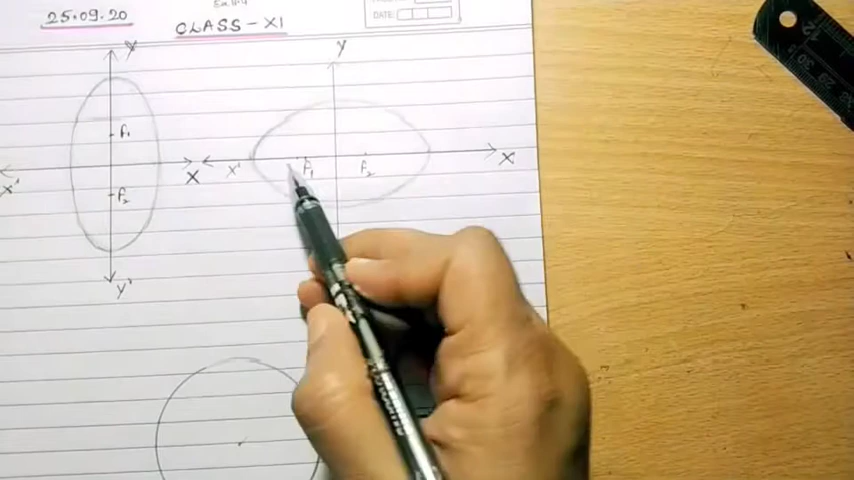 25.09.20
CLASS - XI
DATE:
Y
Y
F1
F2
X'
X
X'
F1
F2
X
Y'